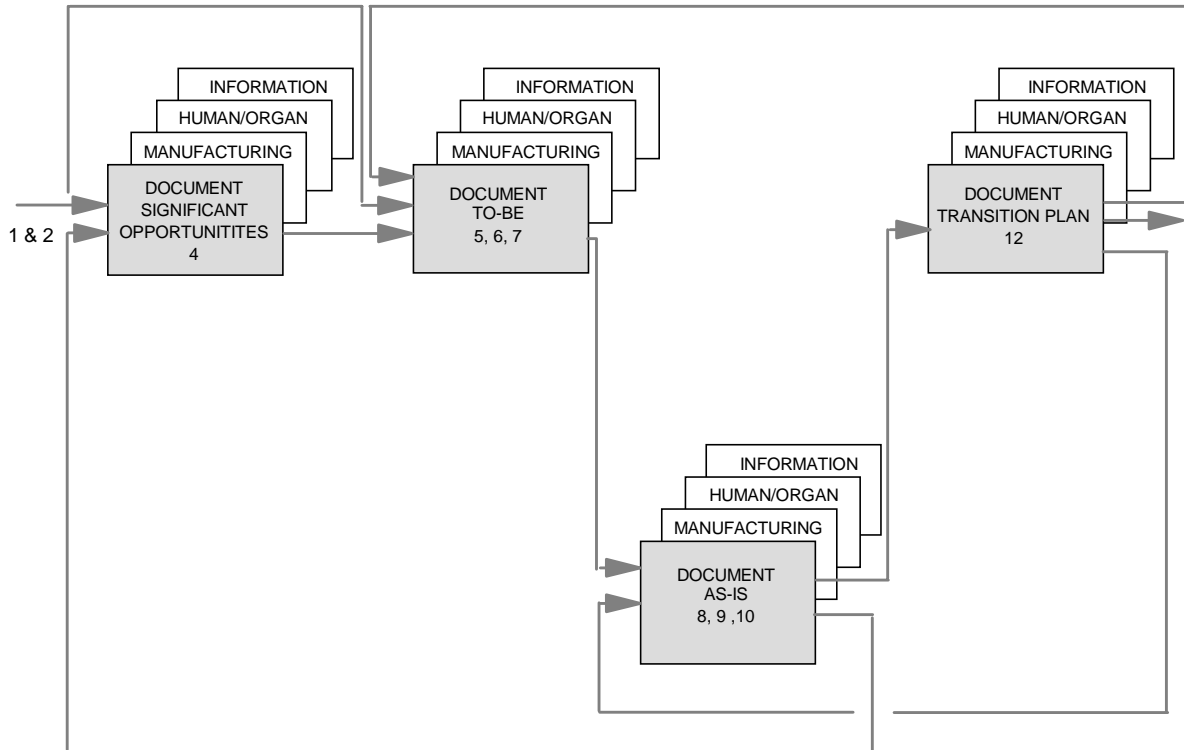 INFORMATION
HUMAN/ORGAN
MANUFACTURING
DOCUMENT
SIGNIFICANT
OPPORTUNITITES
4
1 & 2
INFORMATION
HUMAN/ORGAN
MANUFACTURING
DOCUMENT
TO-BE
5, 6, 7
INFORMATION
HUMAN/ORGAN
MANUFACTURING
DOCUMENT
TRANSITION PLAN
12
INFORMATION
HUMAN/ORGAN
MANUFACTURING
DOCUMENT
AS-IS
8, 9 ,10